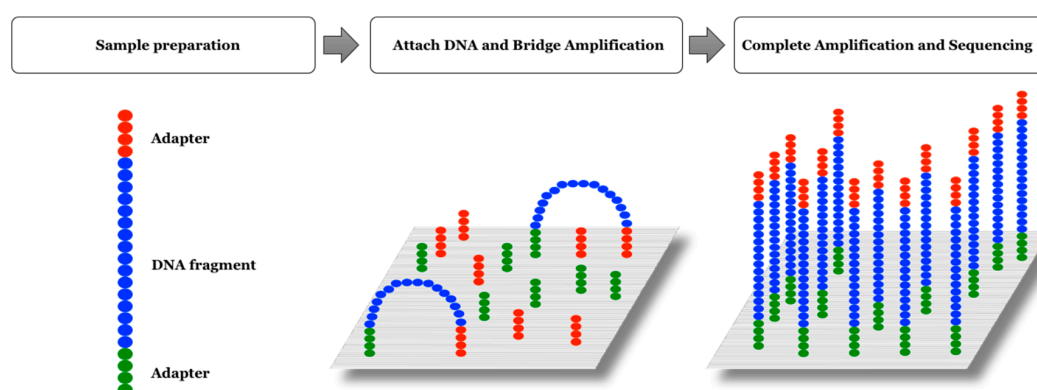 Sample preparation
Attach DNA and Bridge Amplification
Complete Amplification and Sequencing
Adapter
DNA fragment
Adapter